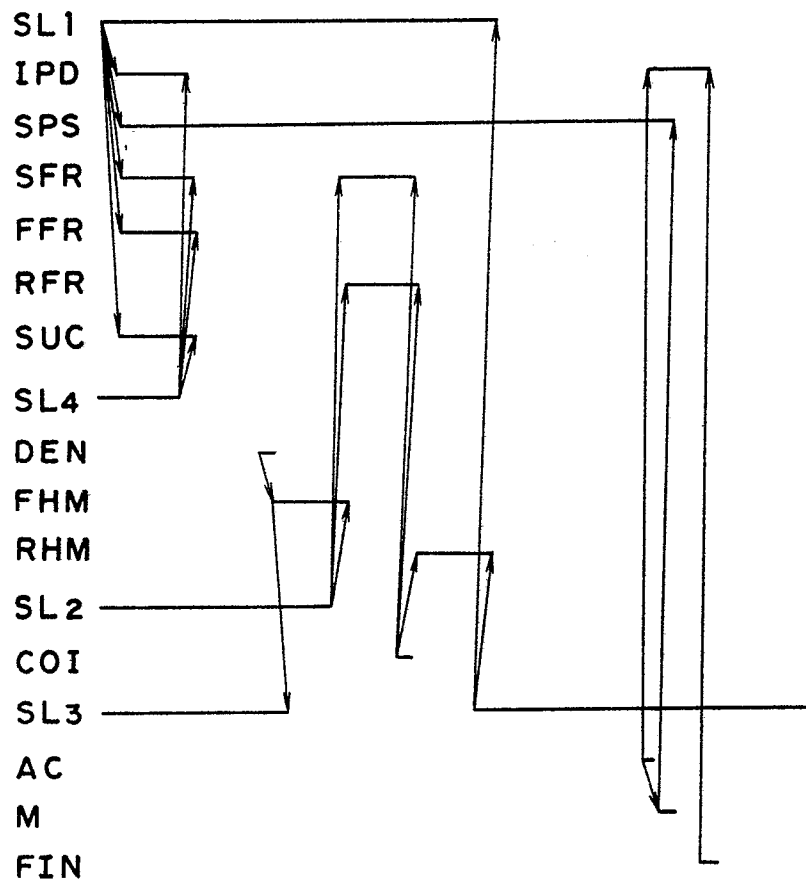 SL1
IPD
SPS
SFR
FFR
RFR
SUC
SL4
DEN
FHM
RHM
SL2
COI
SL3
AC
M
FIN